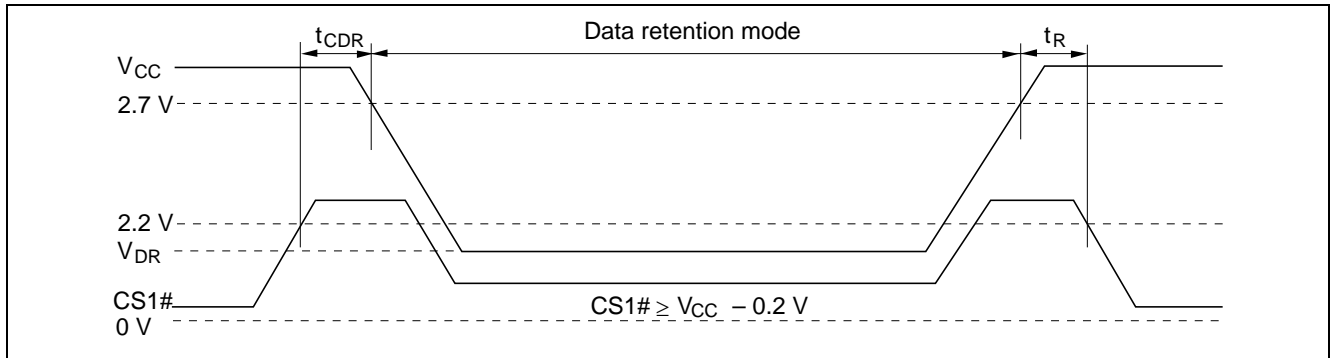 Data retention mode
tCDR
tR
VCC
2.7 V
2.2 V
VDR
CS1#
0 V
CS1# ≥ VCC – 0.2 V